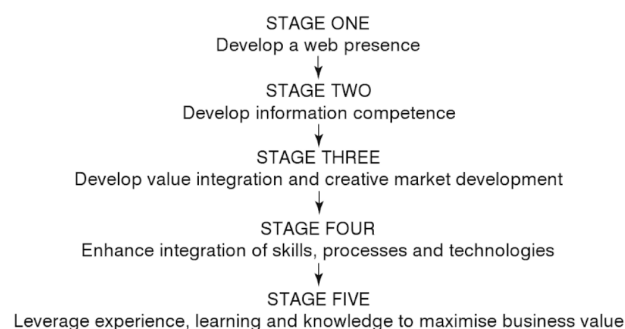 STAGE ONE
Develop a web presence
STAGE TWO
Develop information competence
STAGE THREE
Develop value integration and creative market development
STAGE FOUR
Enhance integration of skills, processes and technologies
STAGE FIVE
Leverage experience, learning and knowledge to maximise business value